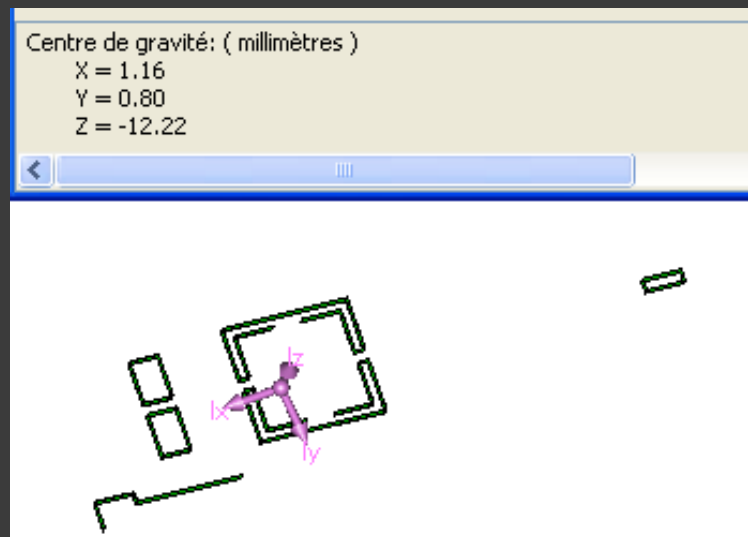 Centre de gravité: ( millimètres )
X = 1.16
Y = 0.80
Z = -12.22
Iz
Ix
Iy